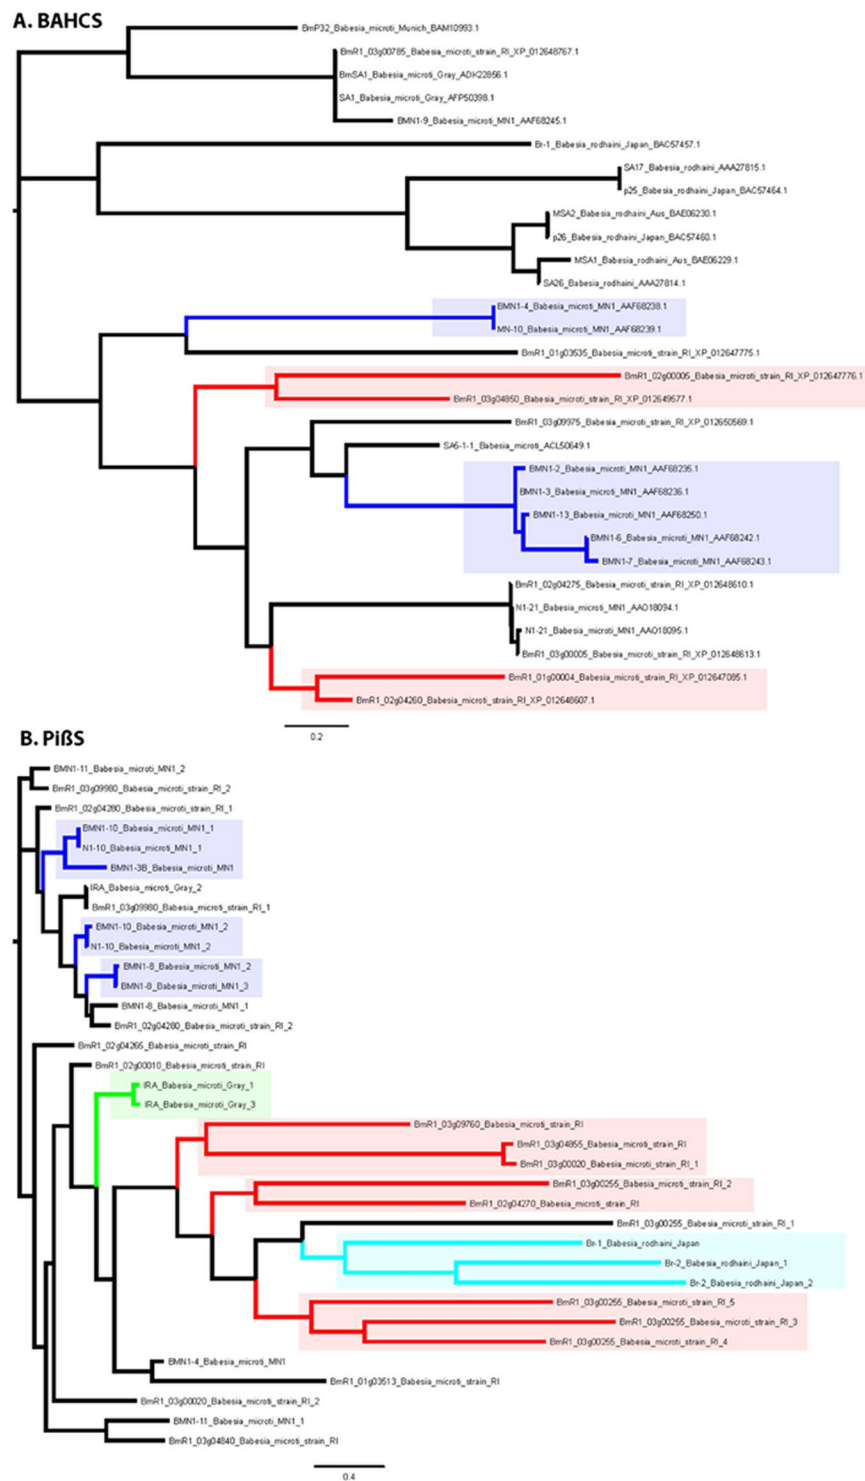 A. BAHCS
BmP32_Babesia_microti_Munich_BAM10993.1
BmR1_03g00785_Babesia_microti_strain_RI_XP_012648767.1
BmSA1_Babesia_microti_Gray_ADK22856.1
SA1_Babesia_microti_Gray_AFP50398.1
BMN1-9_Babesia_microti_MN1_AAF68245.1
Br-1_Babesia_rodhaini_Japan_BAC57457.1
SA17_Babesia_rodhaini_AAA27815.1
p25_Babesia_rodhaini_Japan_BAC57464.1
MSA2_Babesia_rodhaini_Aus_BAE06230.1
p26_Babesia_rodhaini_Japan_BAC57460.1
MSA1_Babesia_rodhaini_Aus_BAE06229.1
SA26_Babesia_rodhaini_AAA27814.1
BMN1-4_Babesia_microti_MN1_AAF68238.1
MN-10_Babesia_microti_MN1_AAF68239.1
BmR1_01g03535_Babesia_microti_strain_RI_XP_012647775.1
BmR1_02g00005_Babesia_microti_strain_RI_XP_012647776.1
BmR1_03g04850_Babesia_microti_strain_RI_XP_012649577.1
BmR1_03g09975_Babesia_microti_strain_RI_XP_012650569.1
SA5-1-1_Babesia_microti_ACL50649.1
BMN1-2_Babesia_microti_MN1_AAF68235.1
BMN1-3_Babesia_microti_MN1_AAF68236.1
BMN1-13_Babesia_microti_MN1_AAF68250.1
BMN1-6_Babesia_microti_MN1_AAF68242.1
BMN1-7_Babesia_microti_MN1_AAF68243.1
BmR1_02g04275_Babesia_microti_strain_RI_XP_012648610.1
N1-21_Babesia_microti_MN1_AAO18094.1
N1-21_Babesia_microti_MN1_AAO18095.1
BmR1_03g00005_Babesia_microti_strain_RI_XP_012648613.1
BmR1_01g00004_Babesia_microti_strain_RI_XP_012647085.1
BmR1_02g04260_Babesia_microti_strain_RI_XP_012648607.1
0.2
B. PißS
BMN1-11_Babesia_microti_MN1_2
BmR1_03g09980_Babesia_microti_strain_RI_2
BmR1_02g04280_Babesia_microti_strain_RI_1
BMN1-10_Babesia_microti_MN1_1
N1-10_Babesia_microti_MN1_1
BMN1-3B_Babesia_microti_MN1
IRA_Babesia_microti_Gray_2
BmR1_03g09980_Babesia_microti_strain_RI_1
BMN1-10_Babesia_microti_MN1_2
N1-10_Babesia_microti_MN1_2
BMN1-8_Babesia_microti_MN1_2
BMN1-8_Babesia_microti_MN1_3
BMN1-8_Babesia_microti_MN1_1
BmR1_02g04280_Babesia_microti_strain_RI_2
BmR1_02g04265_Babesia_microti_strain_RI
BmR1_02g00010_Babesia_microti_strain_RI
IRA_Babesia_microti_Gray_1
IRA_Babesia_microti_Gray_3
BmR1_03g09760_Babesia_microti_strain_RI
BmR1_03g04855_Babesia_microti_strain_RI
BmR1_03g00020_Babesia_microti_strain_RI_1
BmR1_03g00255_Babesia_microti_strain_RI_2
BmR1_02g04270_Babesia_microti_strain_RI
BmR1_03g00255_Babesia_microti_strain_RI_1
Br-1_Babesia_rodhaini_Japan
Br-2_Babesia_rodhaini_Japan_1
Br-2_Babesia_rodhaini_Japan_2
BmR1_03g00255_Babesia_microti_strain_RI_5
BmR1_03g00255_Babesia_microti_strain_RI_3
BmR1_03g00255_Babesia_microti_strain_RI_4
BMN1-4_Babesia_microti_MN1
BmR1_01g03513_Babesia_microti_strain_RI
BmR1_03g00020_Babesia_microti_strain_RI_2
BMN1-11_Babesia_microti_MN1_1
BmR1_03g04840_Babesia_microti_strain_RI
0.4